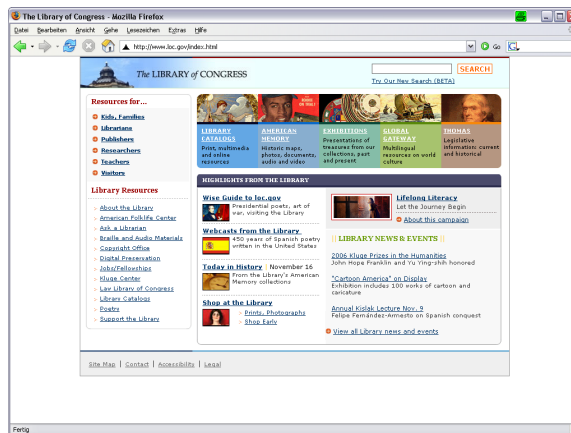 The Library of Congress - Mozilla Firefox
Datei Bearbeiten Ansicht Gehe Lesezeichen Extras Hilfe
http://www.loc.gov/index.html
Go
The LIBRARY of CONGRESS
SEARCH
Try Our New Search (BETA)
Resources for...
Kids, Families
Librarians
Publishers
Researchers
Teachers
Visitors
Library Resources
About the Library
American Folklife Center
Ask a Librarian
Braille and Audio Materials
Copyright Office
Digital Preservation
Jobs/Fellowships
Kluge Center
Law Library of Congress
Library Catalogs
Poetry
Support the Library
LIBRARY CATALOGS
Print, multimedia
and online
resources
AMERICAN MEMORY
Historic maps,
photos, documents,
audio and video
EXHIBITIONS
Presentations of
treasures from our
collections, past
and present
GLOBAL GATEWAY
Multilingual
resources on world
culture
THOMAS
Legislative
information: current
and historical
HIGHLIGHTS FROM THE LIBRARY
Wise Guide to loc.gov
Presidential poets, art of
war, visiting the Library
Webcasts from the Library
450 years of Spanish poetry
written in the United States
Today in History | November 16
From the Library's American
Memory collections
Shop at the Library
Prints, Photographs
Shop Early
Lifelong Literacy
Let the Journey Begin
About this campaign
LIBRARY NEWS & EVENTS
2006 Kluge Prizes in the Humanities
John Hope Franklin and Yu Ying-shih honored
"Cartoon America" on Display
Exhibition includes 100 works of cartoon and
caricature
Annual Kislak Lecture Nov. 9
Felipe Fernández-Armesto on Spanish conquest
View all Library news and events
Site Map | Contact | Accessibility | Legal
Fertig